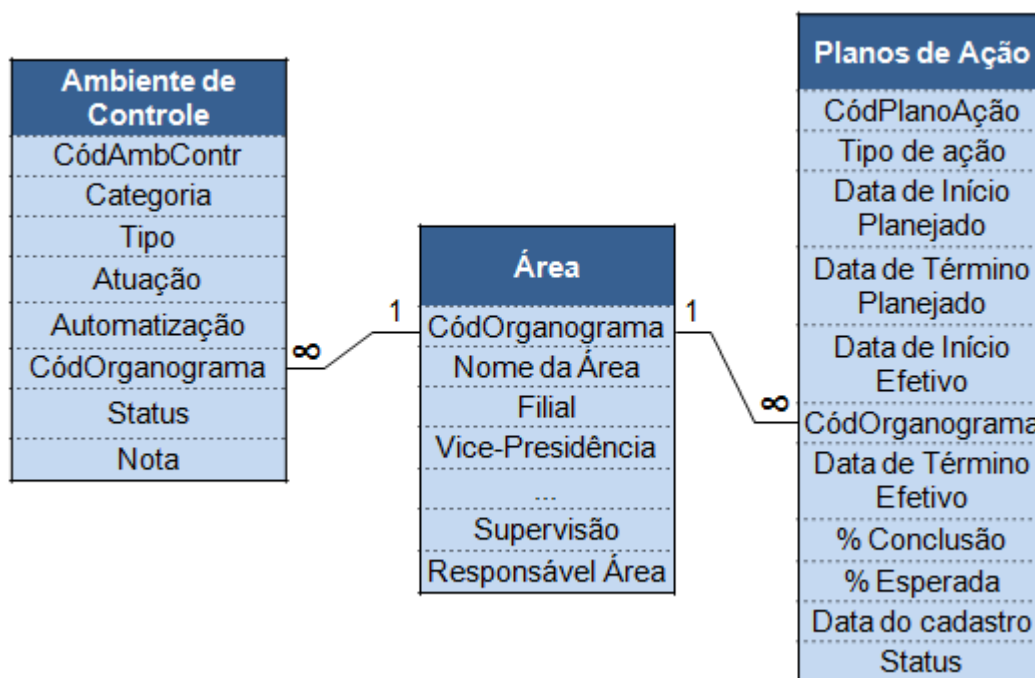 Ambiente de
Controle
CódAmbContr
Categoria
Tipo
Atuação
Automatização
CódOrganograma
Status
Nota
∞
1
Área
CódOrganograma
Nome da Área
Filial
Vice-Presidência
...
Supervisão
Responsável Área
1
∞
Planos de Ação
CódPlanoAção
Tipo de ação
Data de Início
Planejado
Data de Término
Planejado
Data de Início
Efetivo
CódOrganograma
Data de Término
Efetivo
% Conclusão
% Esperada
Data do cadastro
Status